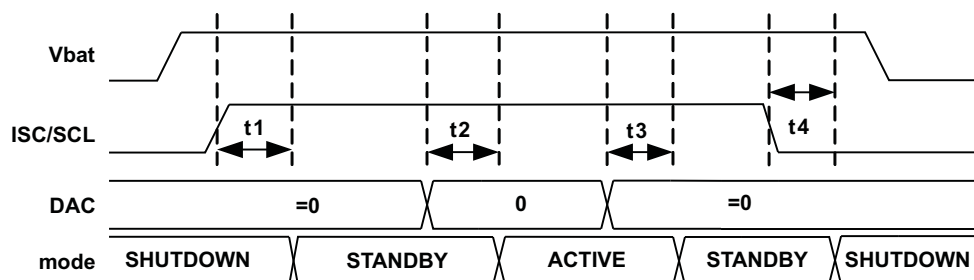 Vbat
ISC/SCL
t1
t2
t3
t4
DAC
=0
0
=0
mode
SHUTDOWN
STANDBY
ACTIVE
STANDBY
SHUTDOWN